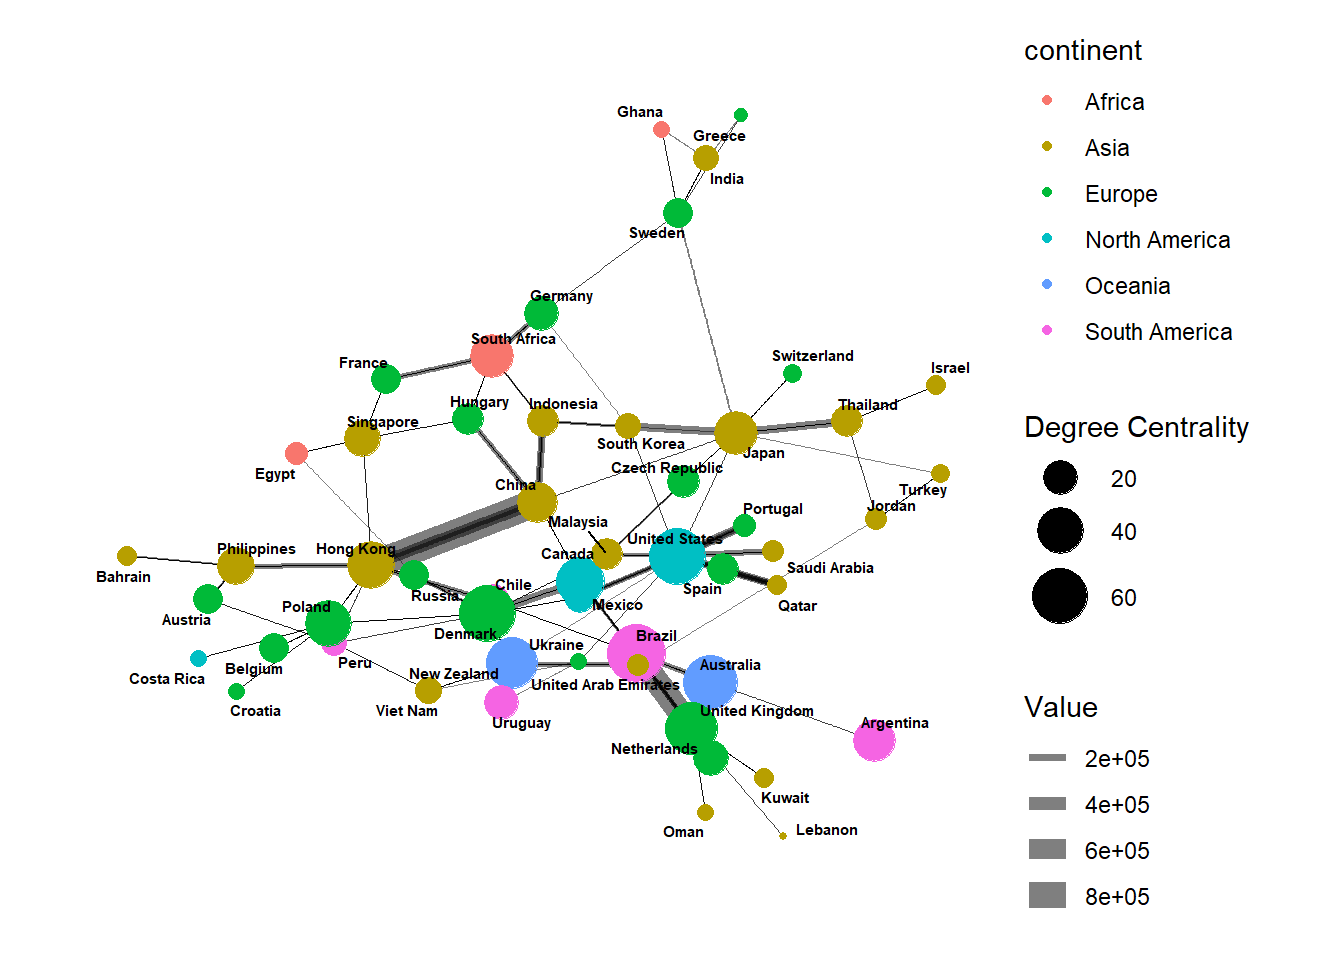 continent
Africa
Asia
Europe
North America
Oceania
South America
Degree Centrality
20
40
60
Value
2e+05
4e+05
6e+05
8e+05
Ghana
Greece
India
Sweden
Germany
South Africa
France
Switzerland
Israel
Hungary
Indonesia
Thailand
Singapore
South Korea
Japan
Egypt
Czech Republic
China
Turkey
Jordan
Portugal
Malaysia
United States
Philippines
Hong Kong
Canada
Bahrain
Saudi Arabia
Chile
Spain
Russia
Mexico
Qatar
Poland
Austria
Denmark
Brazil
Ukraine
Peru
Belgium
New Zealand
Australia
Costa Rica
United Arab Emirates
Croatia
Viet Nam
United Kingdom
Uruguay
Argentina
Netherlands
Kuwait
Oman
Lebanon